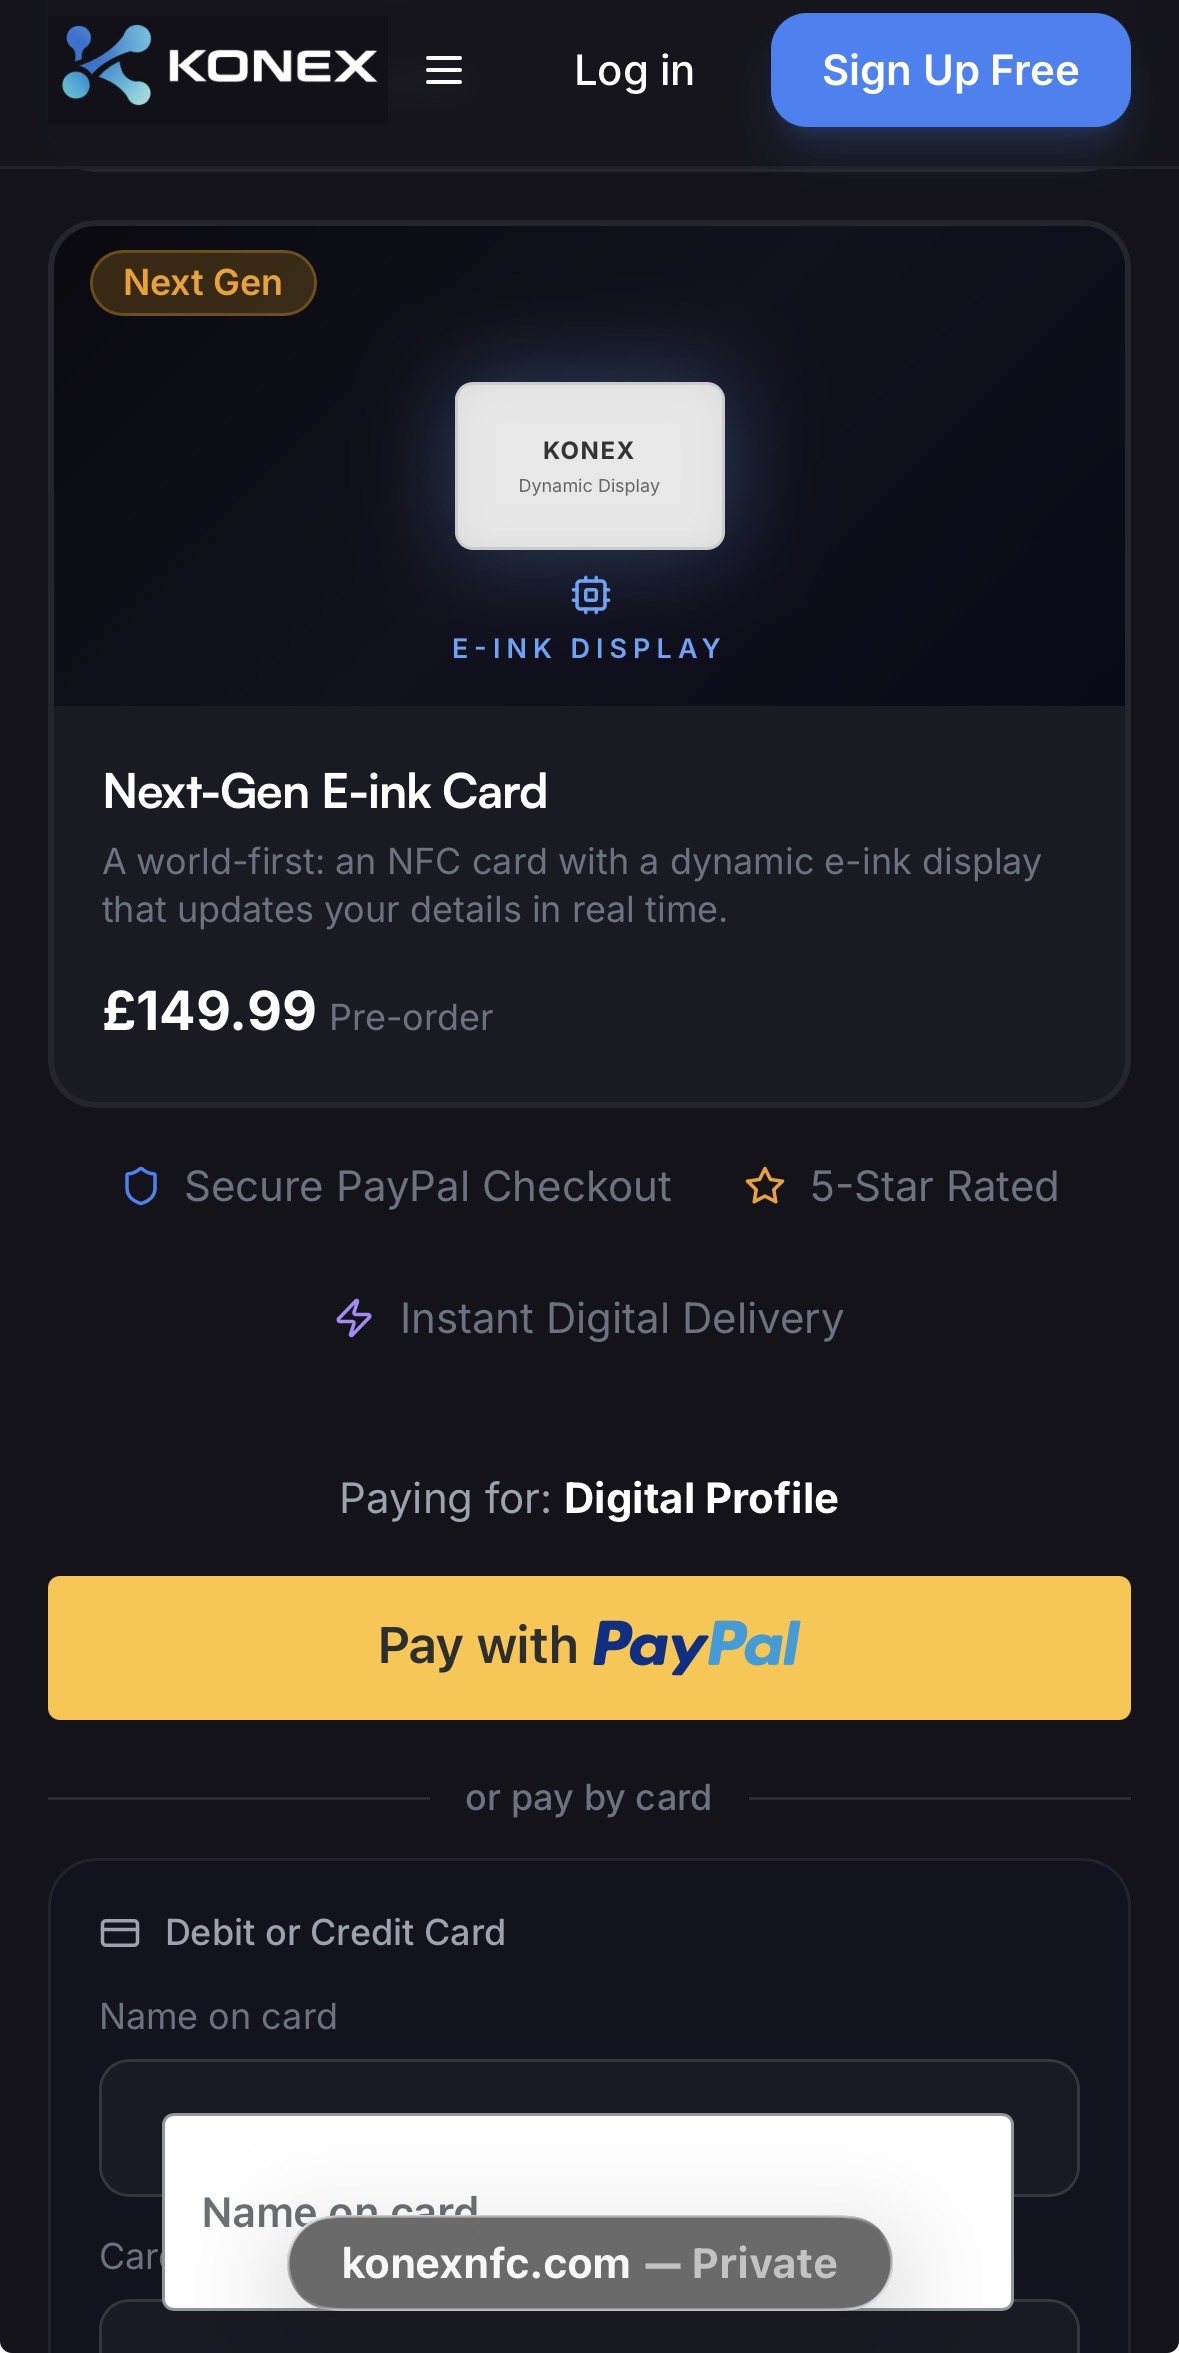 KONEX
Log in
Sign Up Free
Next Gen
KONEX
Dynamic Display
E-INK DISPLAY
Next-Gen E-ink Card
A world-first: an NFC card with a dynamic e-ink display
that updates your details in real time.
£149.99 Pre-order
Secure PayPal Checkout
5-Star Rated
Instant Digital Delivery
Paying for: Digital Profile
Pay with PayPal
or pay by card
Debit or Credit Card
Name on card
Name on card
konexnfc.com — Private